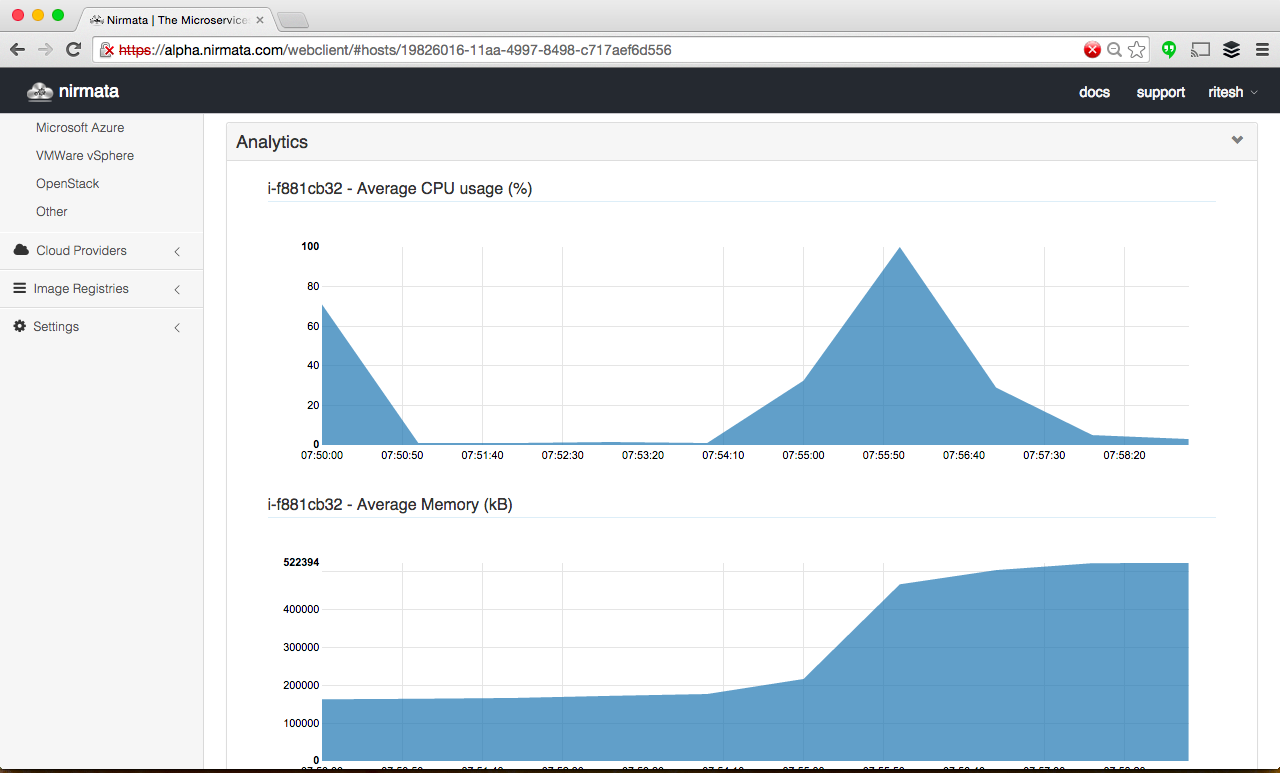 Nirmata | The Microservice
https://alpha.nirmata.com/webclient/#hosts/19826016-11aa-4997-8498-c717aef6d556
nirmata
docs support ritesh
Microsoft Azure
VMWare vSphere
OpenStack
Other
Cloud Providers
Image Registries
Settings
Analytics
i-f881cb32 - Average CPU usage (%)
100
80
60
40
20
0
07:50:00 07:50:50 07:51:40 07:52:30 07:53:20 07:54:10 07:55:00 07:55:50 07:56:40 07:57:30 07:58:20
i-f881cb32 - Average Memory (kB)
522394
400000
300000
200000
100000
0